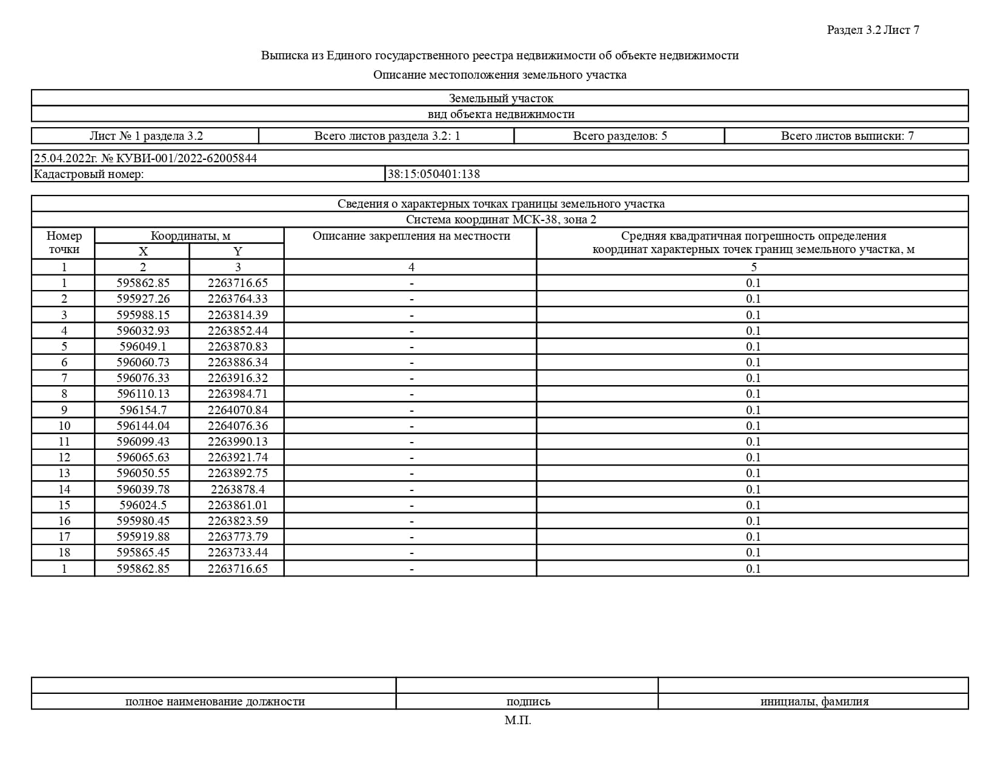 Раздел 3.2 Лист 7
Выписка из Единого государственного реестра недвижимости об объекте недвижимости
Описание местоположения земельного участка
Земельный участок
вид объекта недвижимости
Лист № 1 раздела 3.2 Всего листов раздела 3.2: 1 Всего разделов: 5 Всего листов выписки: 7
25.04.2022г. № КУВИ-001/2022-62005844
Кадастровый номер: 38:15:050401:138
Сведения о характерных точках границы земельного участка
Система координат МСК-38, зона 2
Номер точки Координаты, м Описание закрепления на местности Средняя квадратичная погрешность определения координат характерных точек границ земельного участка, м
X Y
1 2 3 4 5
1 595862.85 2263716.65 - 0.1
2 595927.26 2263764.33 - 0.1
3 595988.15 2263814.39 - 0.1
4 596032.93 2263852.44 - 0.1
5 596049.1 2263870.83 - 0.1
6 596060.73 2263886.34 - 0.1
7 596076.33 2263916.32 - 0.1
8 596110.13 2263984.71 - 0.1
9 596154.7 2264070.84 - 0.1
10 596144.04 2264076.36 - 0.1
11 596099.43 2263990.13 - 0.1
12 596065.63 2263921.74 - 0.1
13 596050.55 2263892.75 - 0.1
14 596039.78 2263878.4 - 0.1
15 596024.5 2263861.01 - 0.1
16 595980.45 2263823.59 - 0.1
17 595919.88 2263773.79 - 0.1
18 595865.45 2263733.44 - 0.1
1 595862.85 2263716.65 - 0.1
полное наименование должности подпись инициалы, фамилия
М.П.